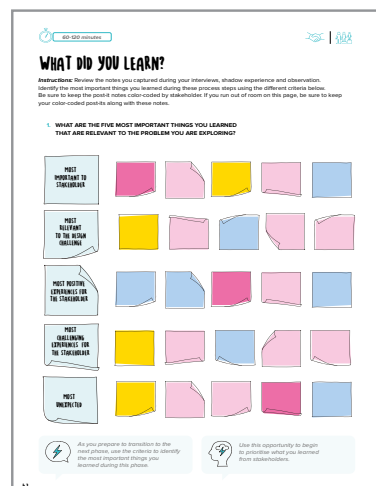 60-120 minutes
WHAT DID YOU LEARN?
Instructions: Review the notes you captured during your interviews, shadow experience and observation.
Identify the most important things you learned during these process steps using the different criteria below.
Be sure to keep the post-it notes color-coded by stakeholder. If you run out of room on this page, be sure to keep
your color-coded post-its along with these notes.
1. WHAT ARE THE FIVE MOST IMPORTANT THINGS YOU LEARNED
THAT ARE RELEVANT TO THE PROBLEM YOU ARE EXPLORING?
MOST
IMPORTANT TO
STAKEHOLDER
MOST
RELEVANT
TO THE DESIGN
CHALLENGE
MOST POSITIVE
EXPERIENCES FOR
THE STAKEHOLDER
MOST
CHALLENGING
EXPERIENCES FOR
THE STAKEHOLDER
MOST
UNEXPECTED
As you prepare to transition to the
next phase, use the criteria to identify
the most important things you
learned during this phase.
Use this opportunity to begin
to prioritize what you learned
from stakeholders.